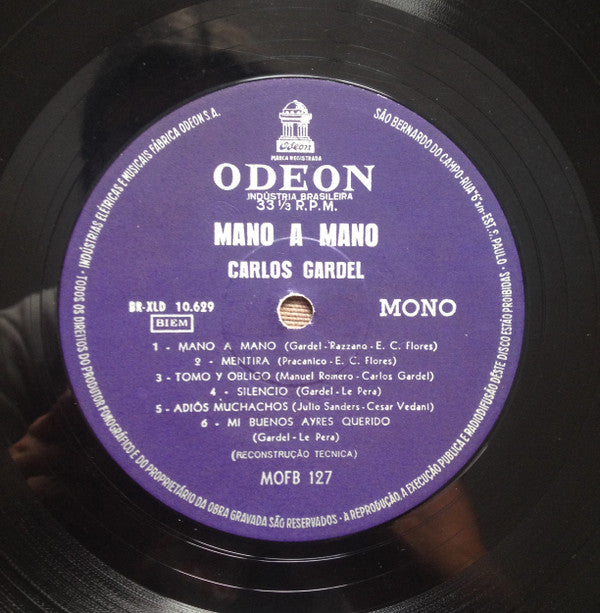 Odeon
MARCA REGISTRADA
ODEON
INDÚSTRIA BRASILEIRA
33 1/3 R.P.M.
MANO A MANO
CARLOS GARDEL
BR-XLD 10.629
BIEM
MONO
1 - MANO A MANO (Gardel - Razzano - E. C. Flores)
2 - MENTIRA (Pracanico - E. C. Flores)
3 - TOMO Y OBLIGO (Manuel Romero - Carlos Gardel)
4 - SILENCIO (Gardel - Le Pera)
5 - ADIÓS MUCHACHOS (Julio Sanders - Cesar Vedani)
6 - MI BUENOS AYRES QUERIDO
(Gardel - Le Pera)
(RECONSTRUÇÃO TECNICA)
MOFB 127
INDÚSTRIAS ELÉTRICAS E MUSICAIS FÁBRICA ODEON S.A.
SÃO BERNARDO DO CAMPO - RUA "6" s/n - EST. S. PAULO
- TODOS OS DIREITOS DO PRODUTOR FONOGRÁFICO E DO PROPRIETÁRIO DA OBRA GRAVADA SÃO RESERVADOS - A REPRODUÇÃO, A EXECUÇÃO PUBLICA E RADIODIFUSÃO DÊSTE DISCO ESTÃO PROIBIDAS -